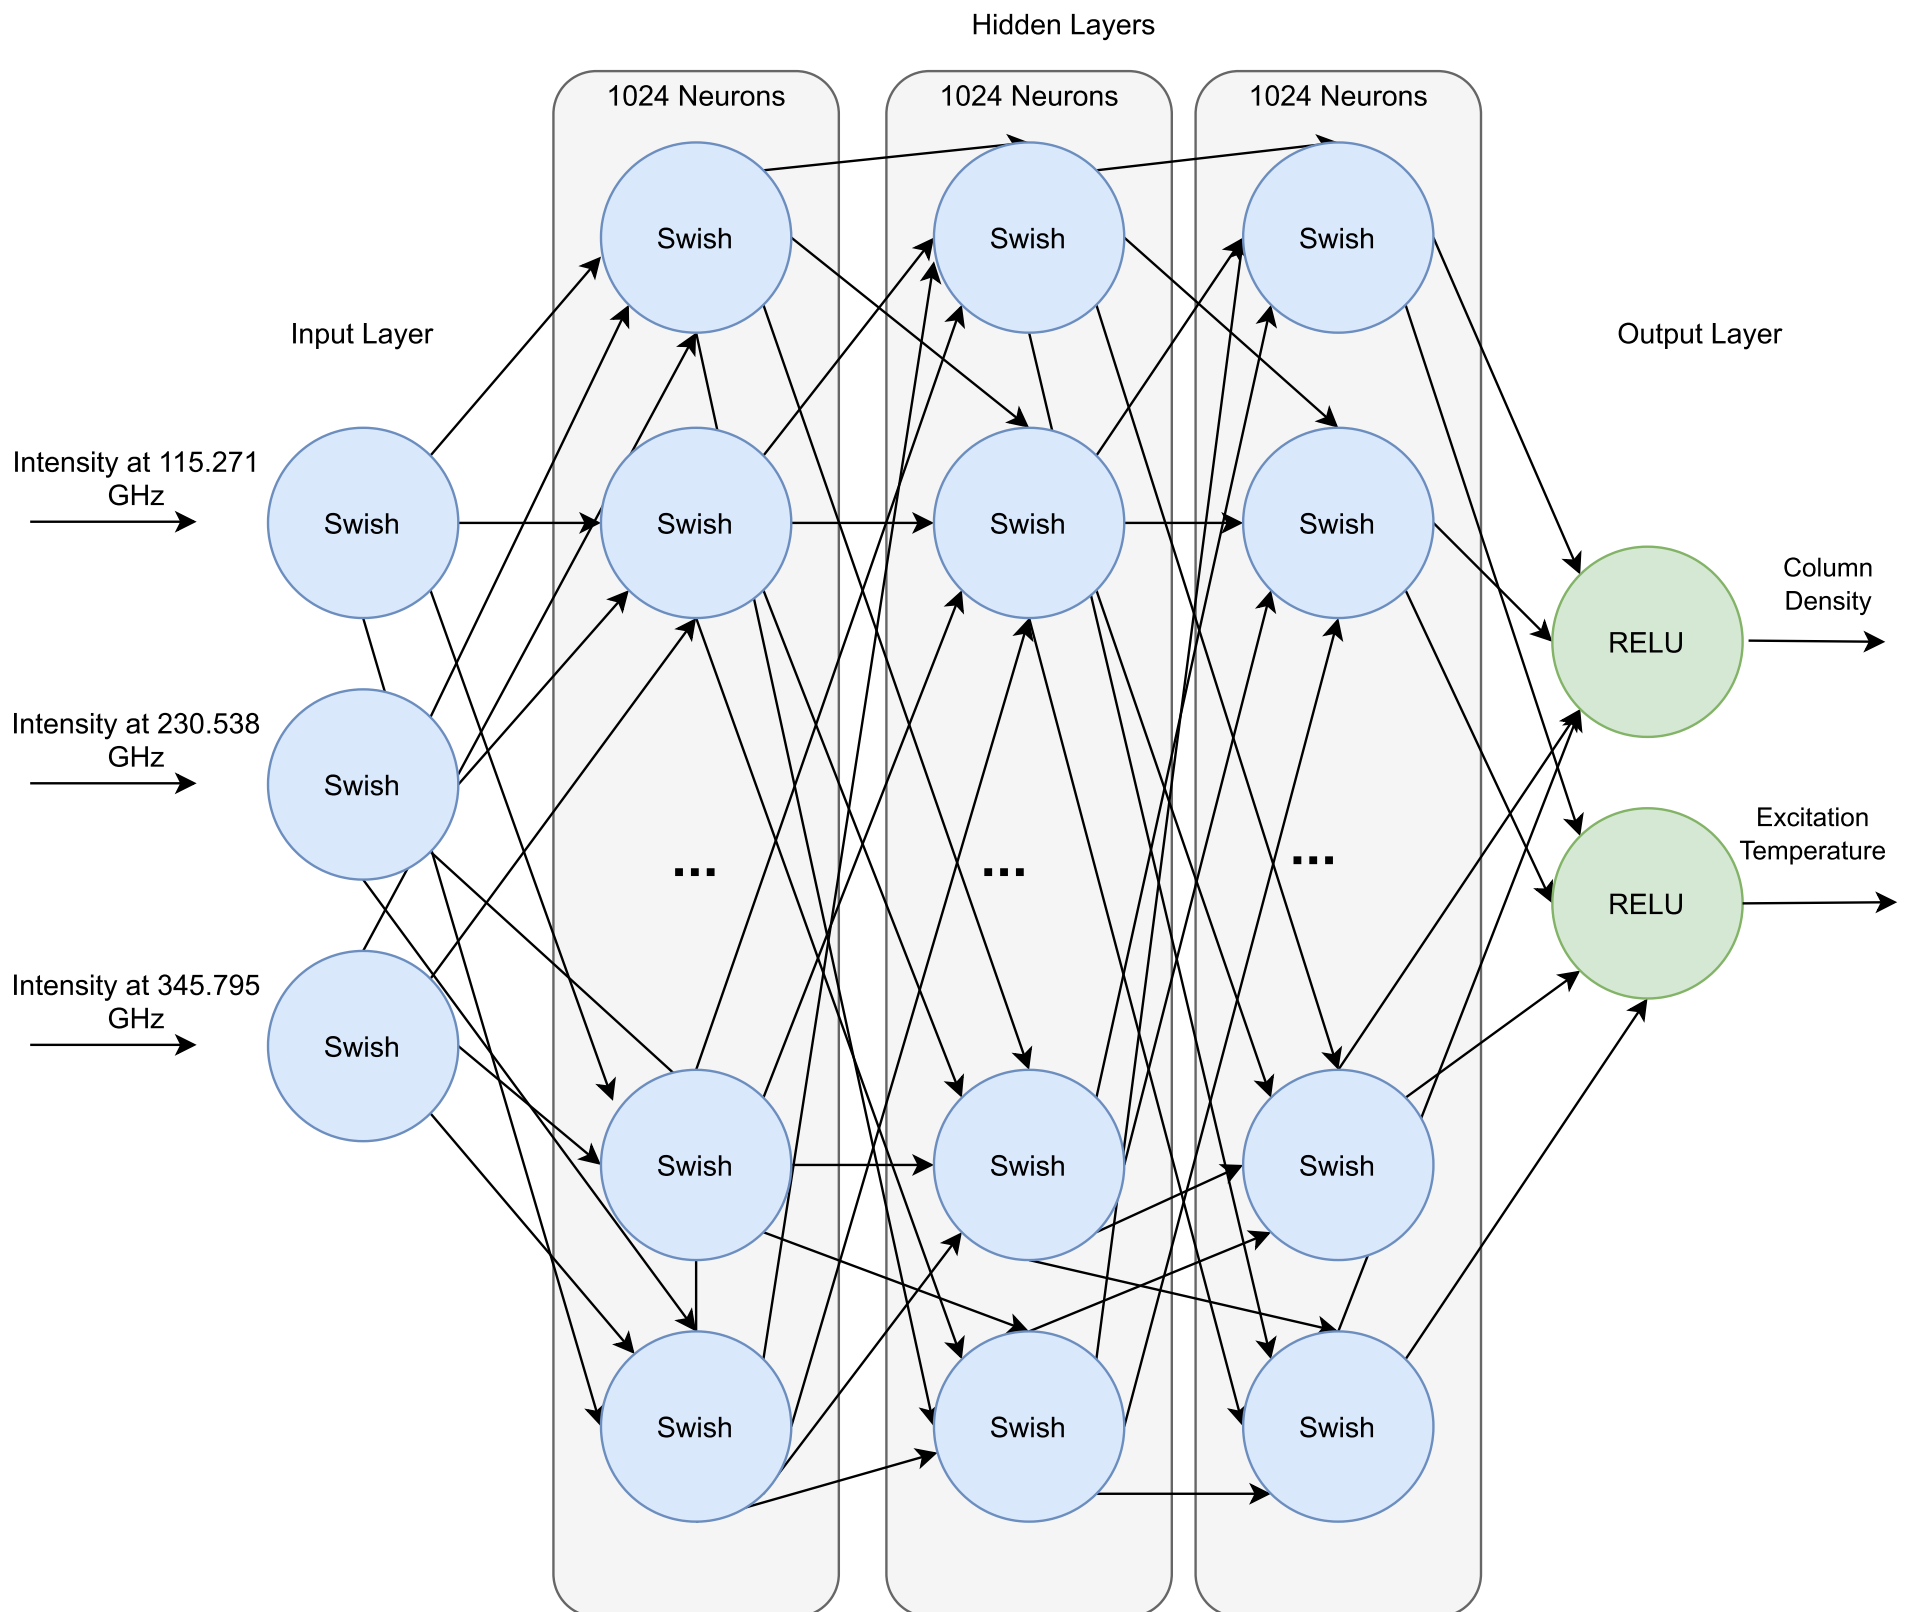 Hidden Layers
1024 Neurons
1024 Neurons
1024 Neurons
Swish
Swish
Swish
Input Layer
Output Layer
Intensity at 115.271
GHz
Swish
Swish
Swish
Swish
Column
Density
RELU
Intensity at 230.538
GHz
Swish
...
...
...
Excitation
Temperature
RELU
Intensity at 345.795
GHz
Swish
Swish
Swish
Swish
Swish
Swish
Swish